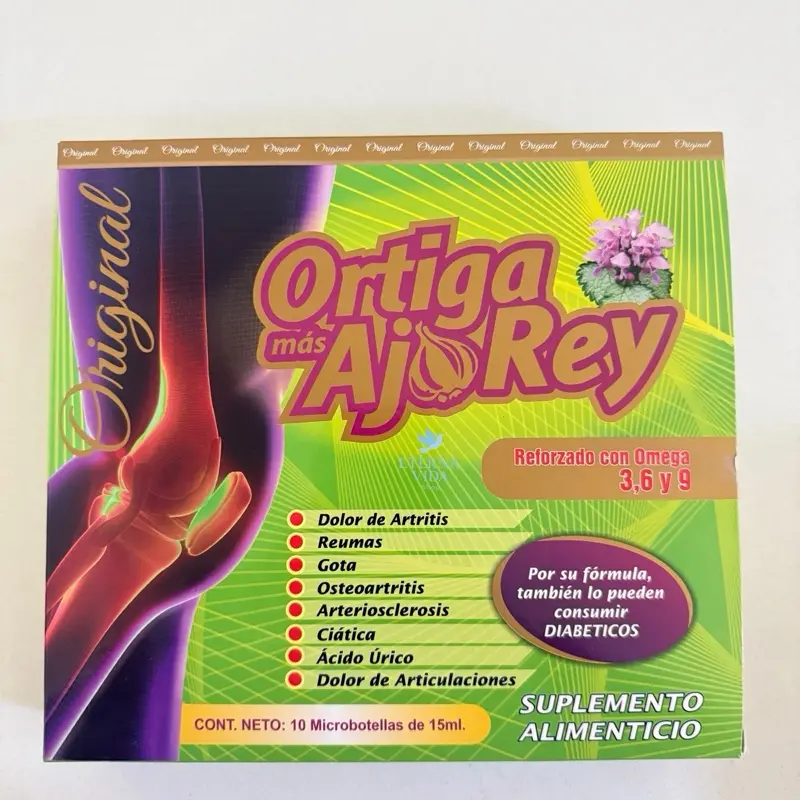 Original Original Original Original Original Original Original Original Original Original Original Original Original
Original
Ortiga
más
Ajo Rey
Reforzado con Omega
3,6 y 9
ETERNA
VIDA
Dolor de Artritis
Reumas
Gota
Osteoartritis
Arteriosclerosis
Ciática
Ácido Úrico
Dolor de Articulaciones
Por su fórmula,
también lo pueden
consumir
DIABETICOS
CONT. NETO: 10 Microbotellas de 15ml.
SUPLEMENTO
ALIMENTICIO